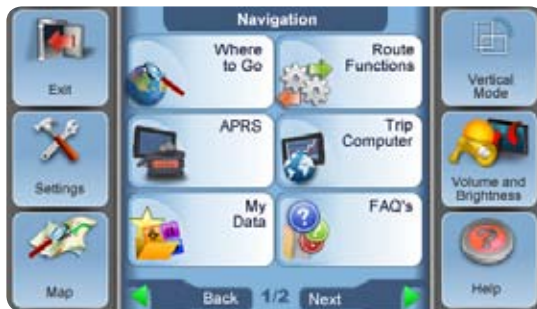 Navigation
Exit
Where
to Go
Route
Functions
Vertical
Mode
Settings
APRS
Trip
Computer
Volume and
Brightness
Map
My
Data
FAQ's
Help
Back 1/2 Next